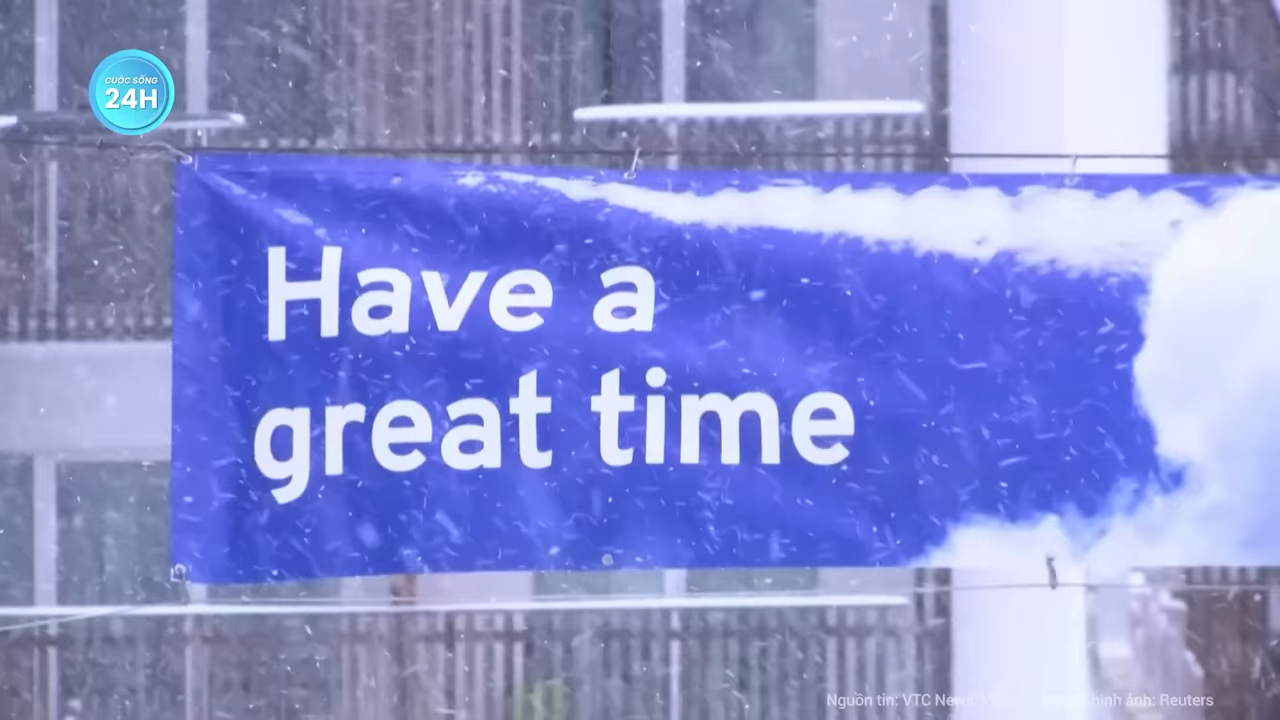 CUỘC SỐNG
24H
Have a
great time
Nguồn tin: VTC News
hình ảnh: Reuters